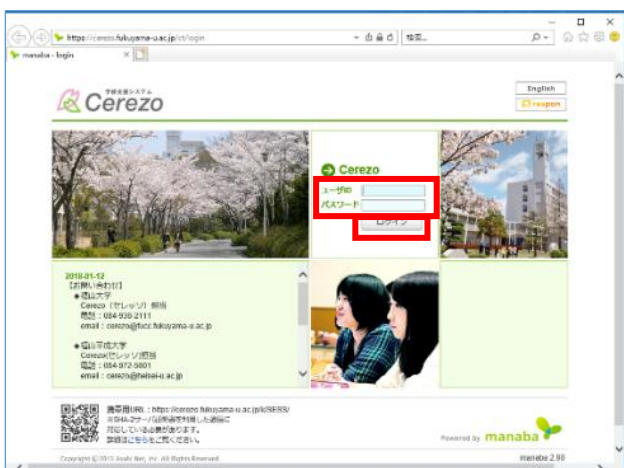 https://cerezo.fukuyama-u.ac.jp/ct/login
検索...
manaba - login
学修支援システム
Cerezo
English
respon
Cerezo
ユーザID
パスワード
ログイン
2018-01-12
【お問い合わせ】
◆福山大学
Cerezo（セレッソ）担当
電話：084-936-2111
email：cerezo@fucc.fukuyama-u.ac.jp
◆福山平成大学
Cerezo(セレッソ)担当
電話：084-972-5001
email：cerezo@heisei-u.ac.jp
携帯用URL：https://cerezo.fukuyama-u.ac.jp/k/SESS/
※SHA-2サーバ証明書を利用した通信に
対応している必要があります。
詳細はこちらをご覧ください。
Powered by manaba
Copyright (C)2015 Asahi Net, Inc. All Rights Reserved.
manaba 2.98